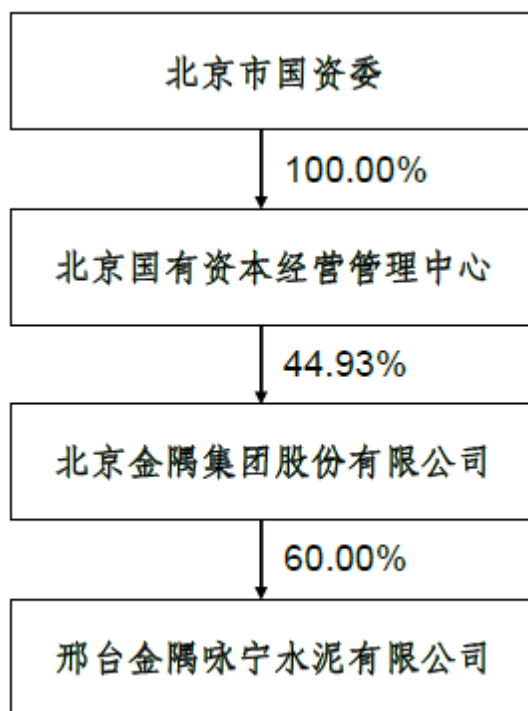 北京市国资委
100.00%
北京国有资本经营管理中心
44.93%
北京金隅集团股份有限公司
60.00%
邢台金隅咏宁水泥有限公司